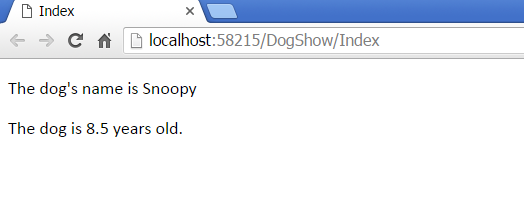 Index
localhost:58215/DogShow/Index
The dog's name is Snoopy
The dog is 8.5 years old.